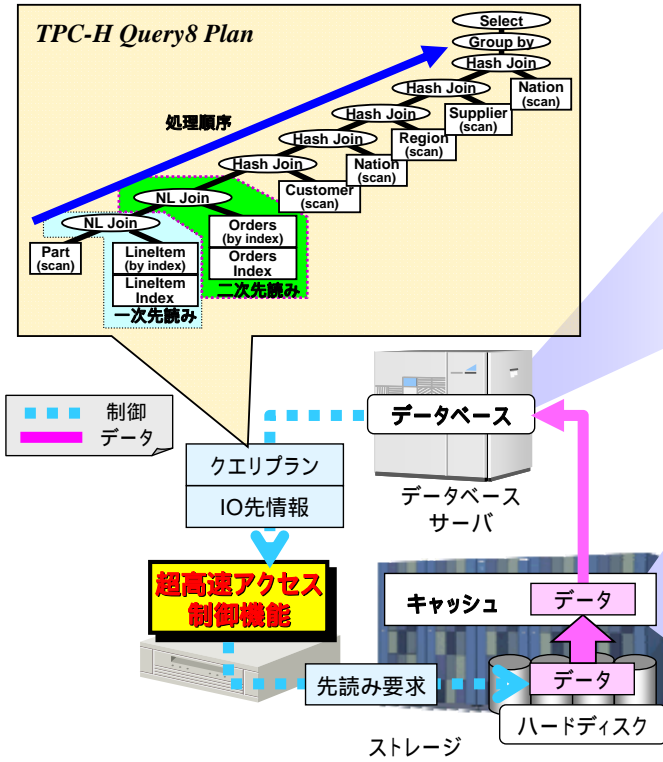 TPC-H Query8 Plan
Select
Group by
Hash Join
Nation
(scan)
Hash Join
Supplier
(scan)
Hash Join
Region
(scan)
Hash Join
Nation
(scan)
Hash Join
Customer
(scan)
処理順序
NL Join
Orders
(by index)
Orders
Index
二次先読み
NL Join
Part
(scan)
LineItem
(by index)
LineItem
Index
一次先読み
制御
データ
データベース
データベース
サーバ
クエリプラン
IO先情報
超高速アクセス
制御機能
キャッシュ
データ
先読み要求
データ
ハードディスク
ストレージ